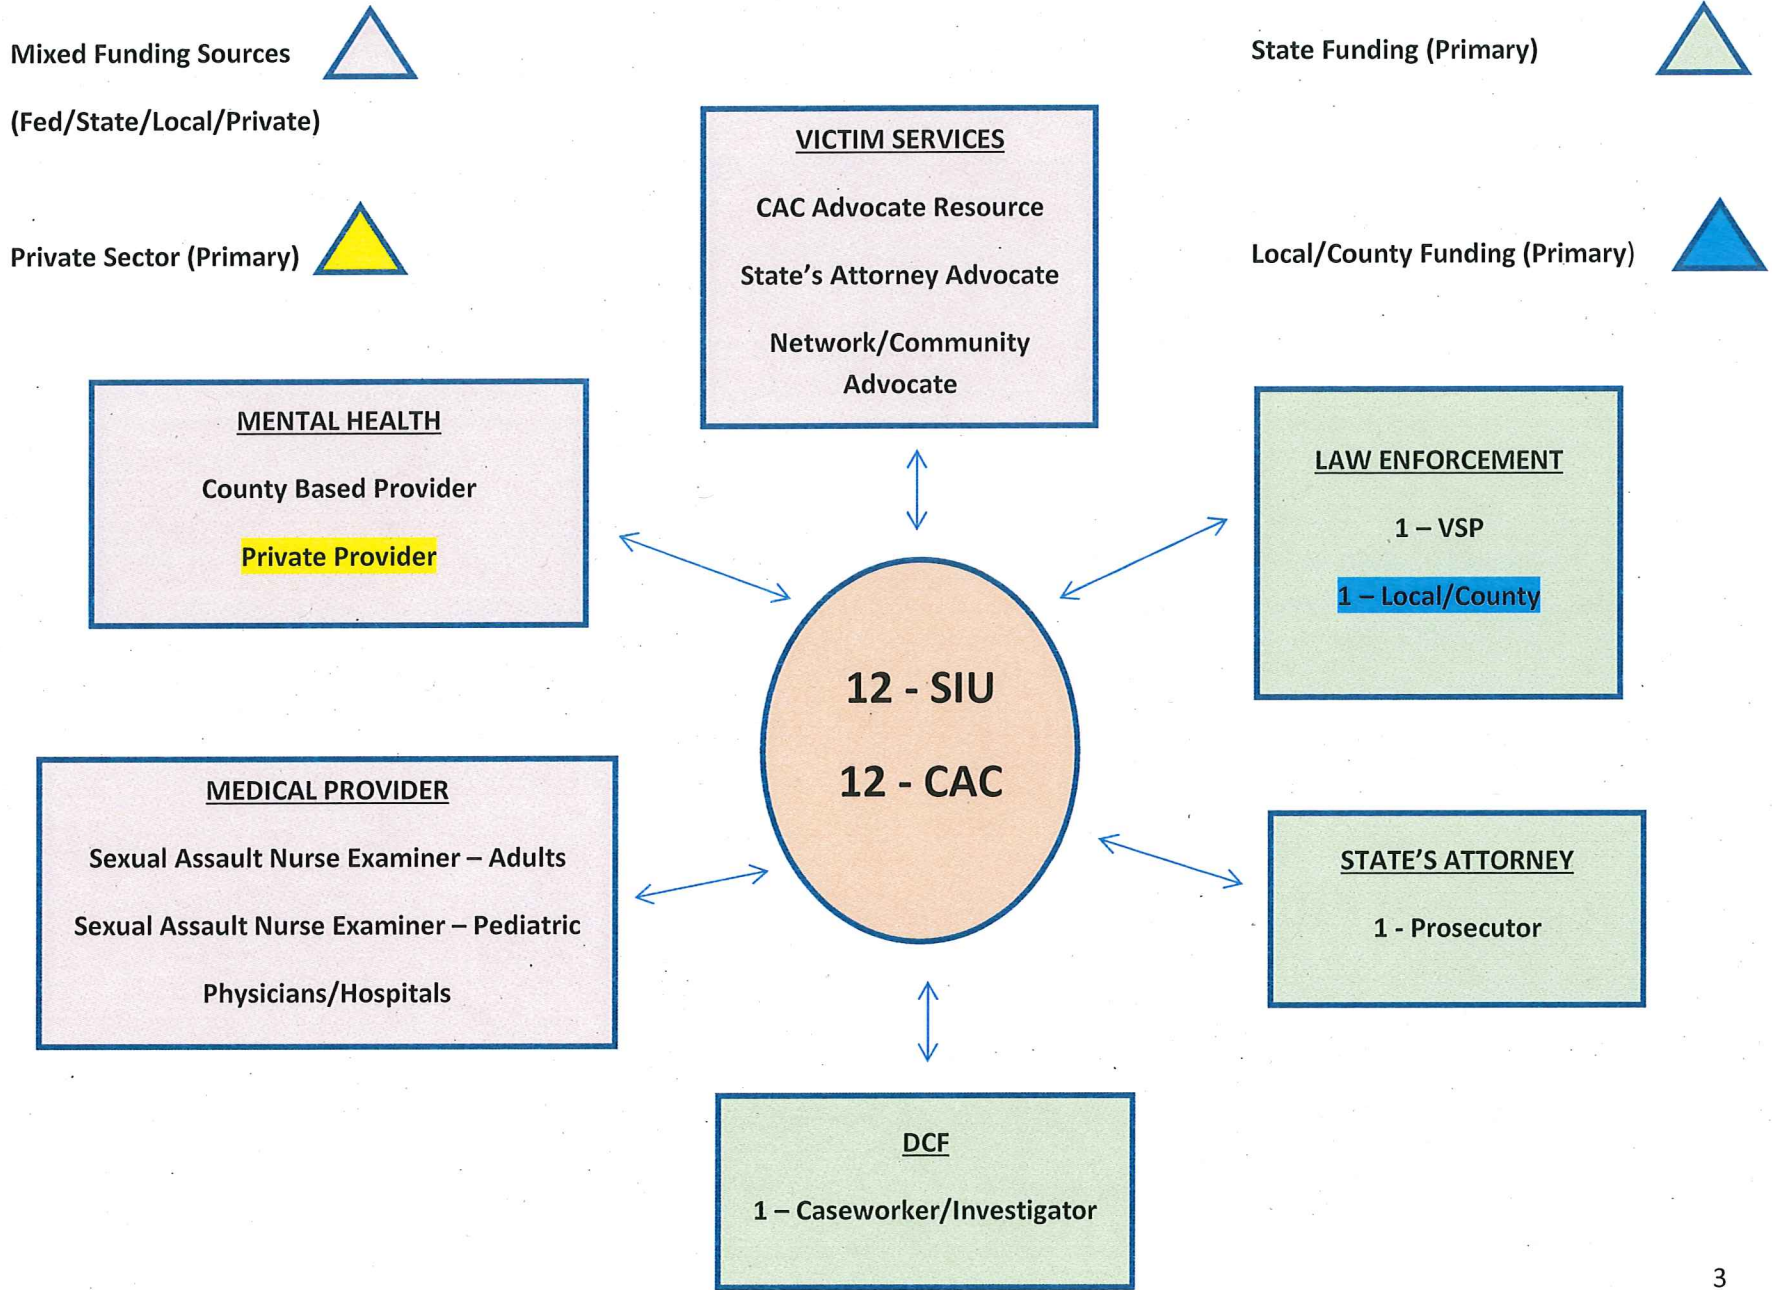 Mixed Funding Sources
(Fed/State/Local/Private)
Private Sector (Primary)
State Funding (Primary)
Local/County Funding (Primary)
VICTIM SERVICES
CAC Advocate Resource
State's Attorney Advocate
Network/Community
Advocate
MENTAL HEALTH
County Based Provider
Private Provider
LAW ENFORCEMENT
1 – VSP
1 – Local/County
12 - SIU
12 - CAC
MEDICAL PROVIDER
Sexual Assault Nurse Examiner – Adults
Sexual Assault Nurse Examiner – Pediatric
Physicians/Hospitals
STATE'S ATTORNEY
1 - Prosecutor
DCF
1 – Caseworker/Investigator
3